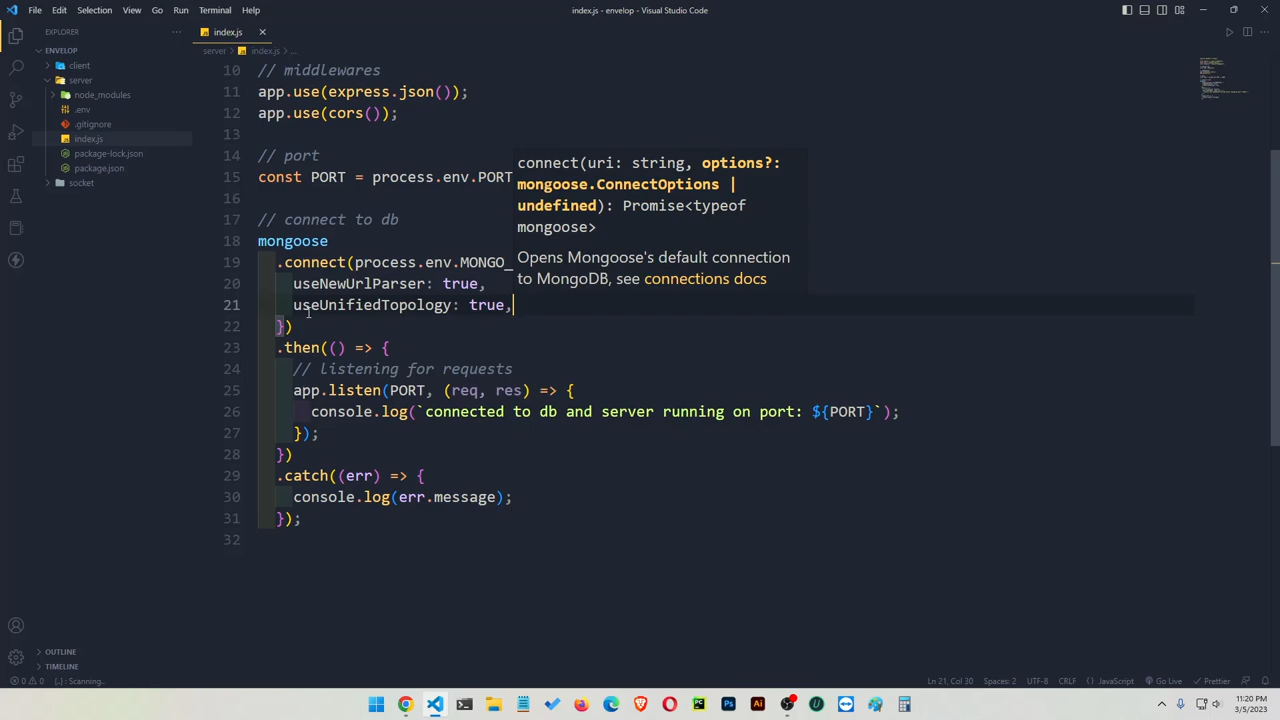 File Edit Selection View Go Run Terminal Help
index.js - envelop - Visual Studio Code
EXPLORER
ENVELOP
client
server
node_modules
.env
.gitignore
index.js
package-lock.json
package.json
socket
OUTLINE
TIMELINE
index.js
server > index.js > ...
10 // middlewares
11 app.use(express.json());
12 app.use(cors());
13
14 // port
15 const PORT = process.env.PORT
16
17 // connect to db
18 mongoose
19 .connect(process.env.MONGO_
20 useNewUrlParser: true,
21 useUnifiedTopology: true,
22 })
23 .then(() => {
24 // listening for requests
25 app.listen(PORT, (req, res) => {
26 console.log(`connected to db and server running on port: ${PORT}`);
27 });
28 })
29 .catch((err) => {
30 console.log(err.message);
31 });
32
connect(uri: string, options?:
mongoose.ConnectOptions |
undefined): Promise<typeof
mongoose>
Opens Mongoose's default connection
to MongoDB, see connections docs
0 0 { : Scanning..
Ln 21, Col 30 Spaces: 2 UTF-8 CRLF {} JavaScript Go Live Prettier
11:20 PM
3/5/2023